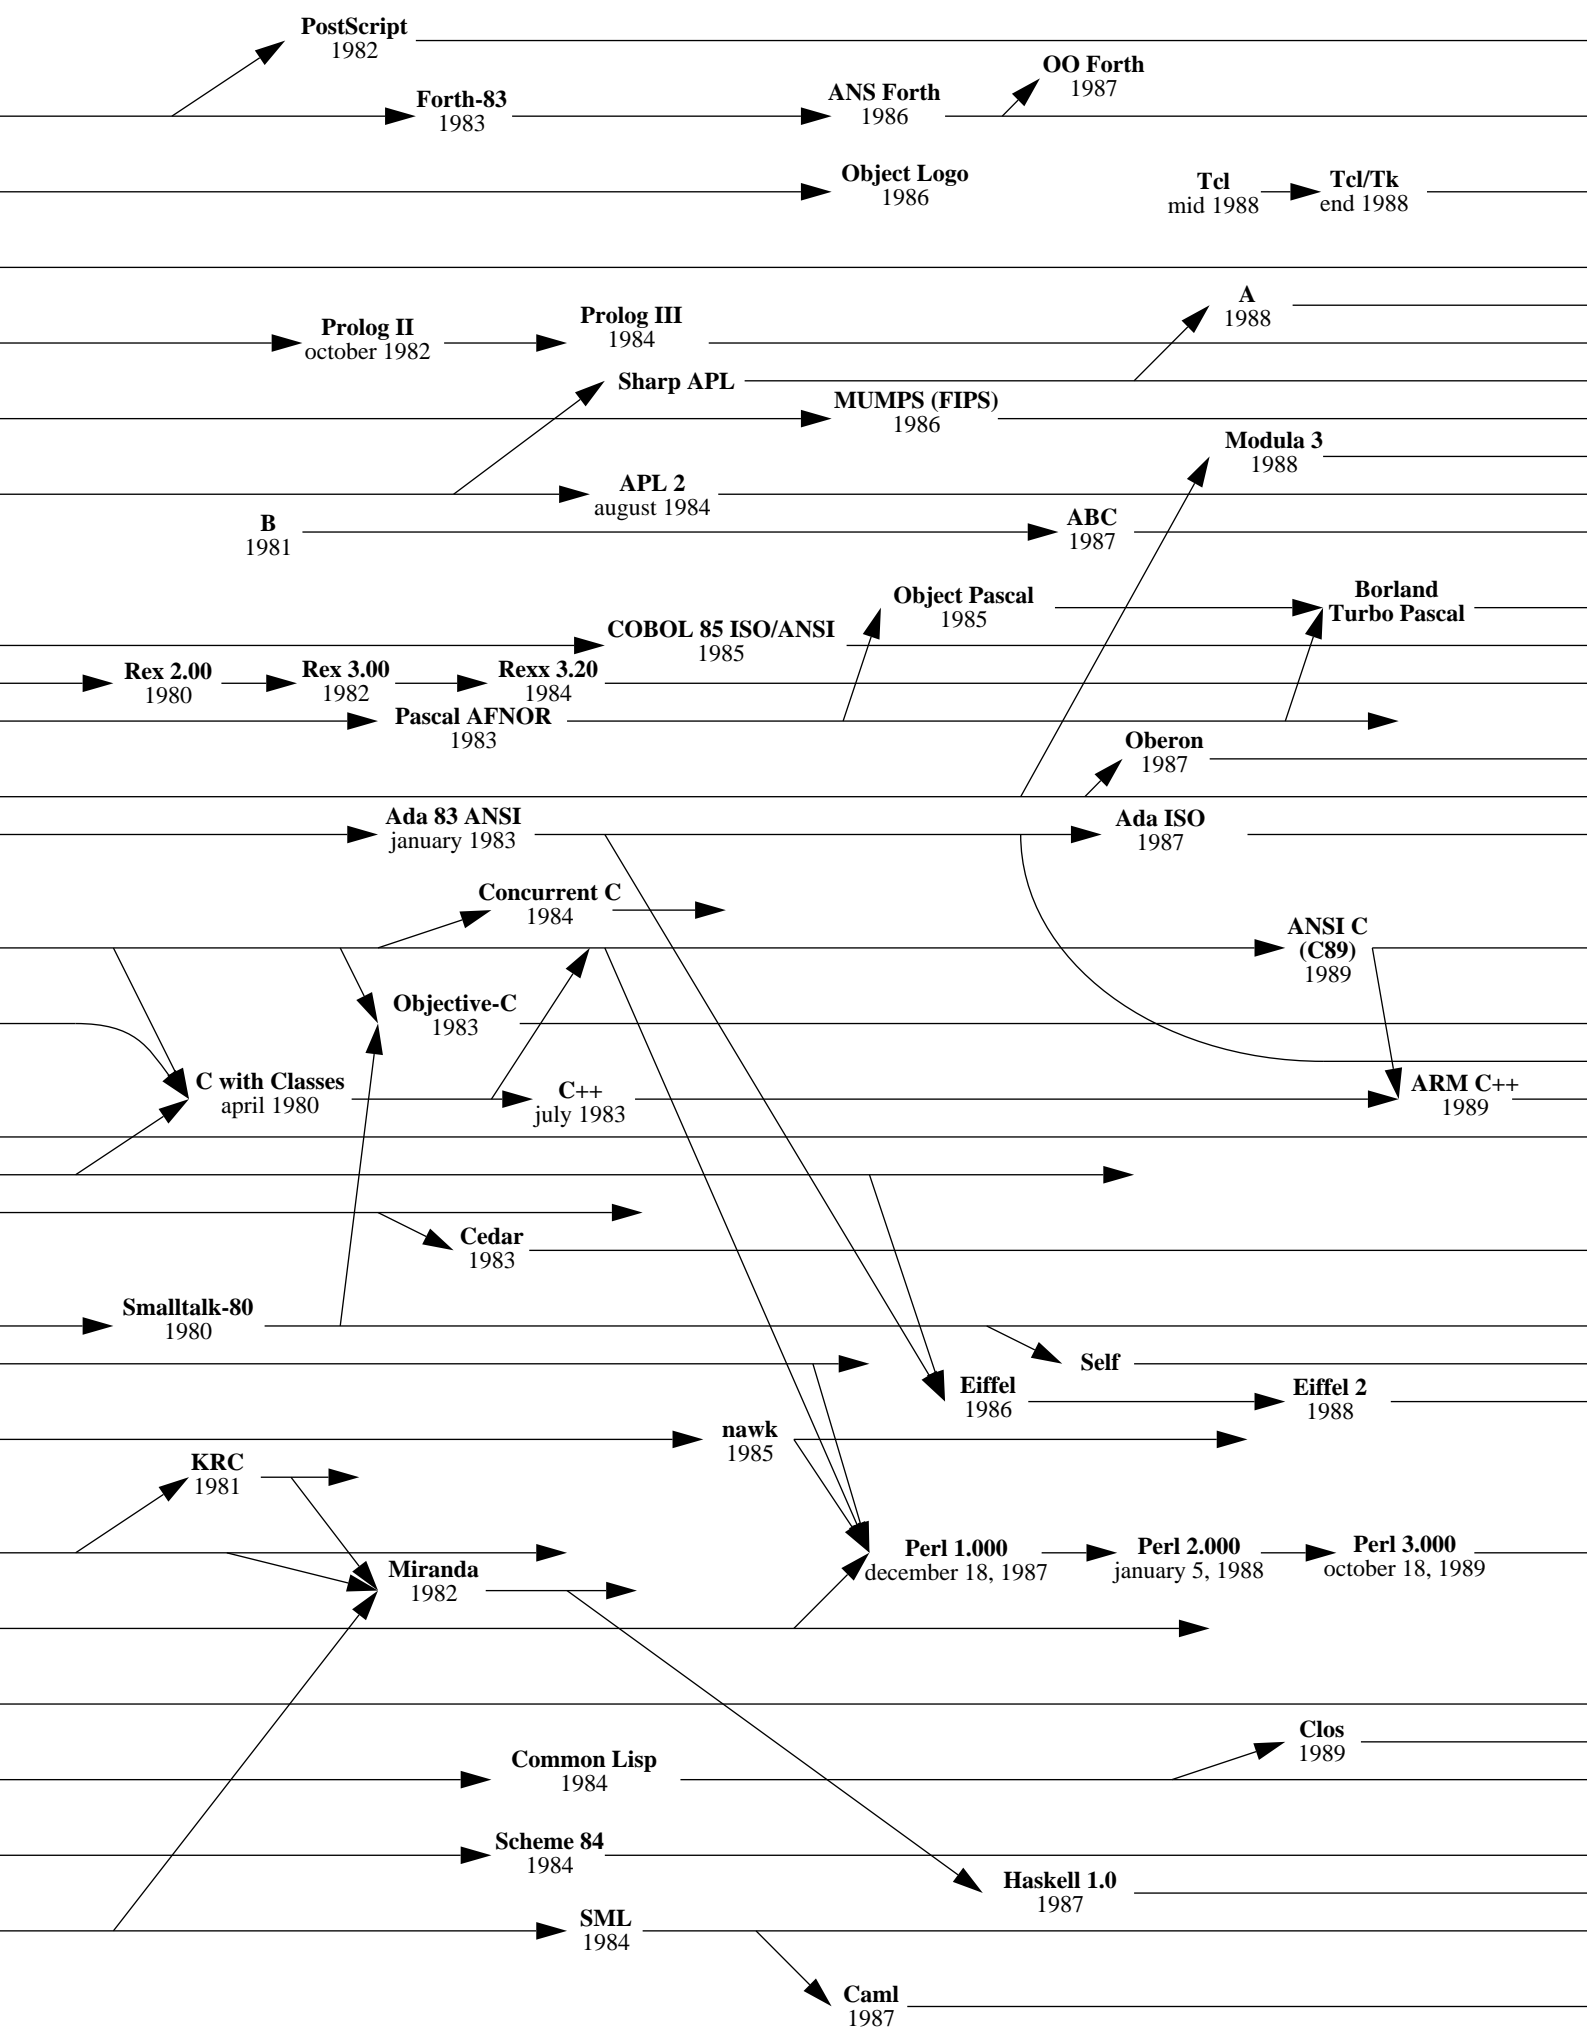 PostScript
1982
OO Forth
1987
Forth-83
1983
ANS Forth
1986
Object Logo
1986
Tcl
mid 1988
Tcl/Tk
end 1988
A
1988
Prolog II
october 1982
Prolog III
1984
Sharp APL
MUMPS (FIPS)
1986
Modula 3
1988
APL 2
august 1984
B
1981
ABC
1987
Object Pascal
1985
Borland
Turbo Pascal
COBOL 85 ISO/ANSI
1985
Rex 2.00
1980
Rex 3.00
1982
Rexx 3.20
1984
Pascal AFNOR
1983
Oberon
1987
Ada 83 ANSI
january 1983
Ada ISO
1987
Concurrent C
1984
ANSI C
(C89)
1989
Objective-C
1983
C with Classes
april 1980
C++
july 1983
ARM C++
1989
Cedar
1983
Smalltalk-80
1980
Self
Eiffel
1986
Eiffel 2
1988
nawk
1985
KRC
1981
Perl 1.000
december 18, 1987
Perl 2.000
january 5, 1988
Perl 3.000
october 18, 1989
Miranda
1982
Clos
1989
Common Lisp
1984
Scheme 84
1984
Haskell 1.0
1987
SML
1984
Caml
1987